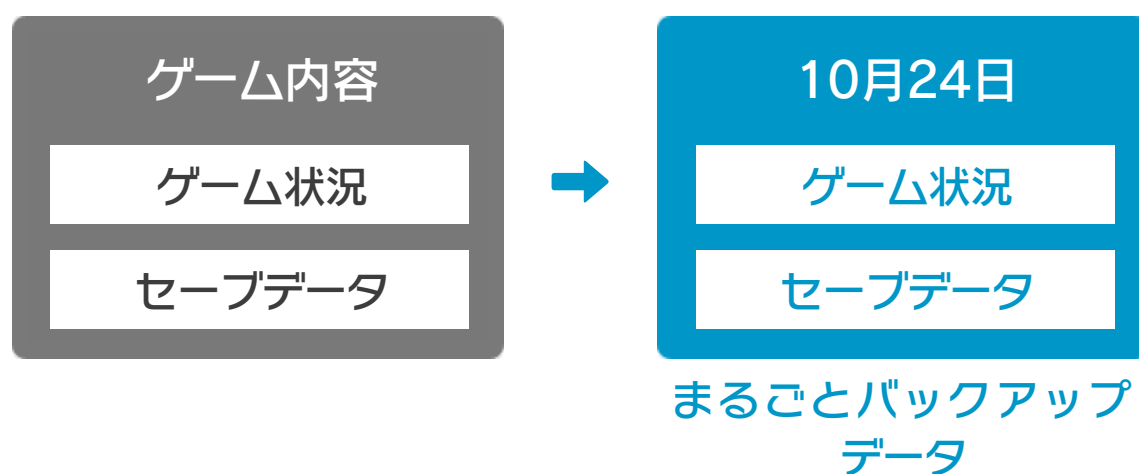 ゲーム内容
ゲーム状況
セーブデータ
10月24日
ゲーム状況
セーブデータ
まるごとバックアップ
データ